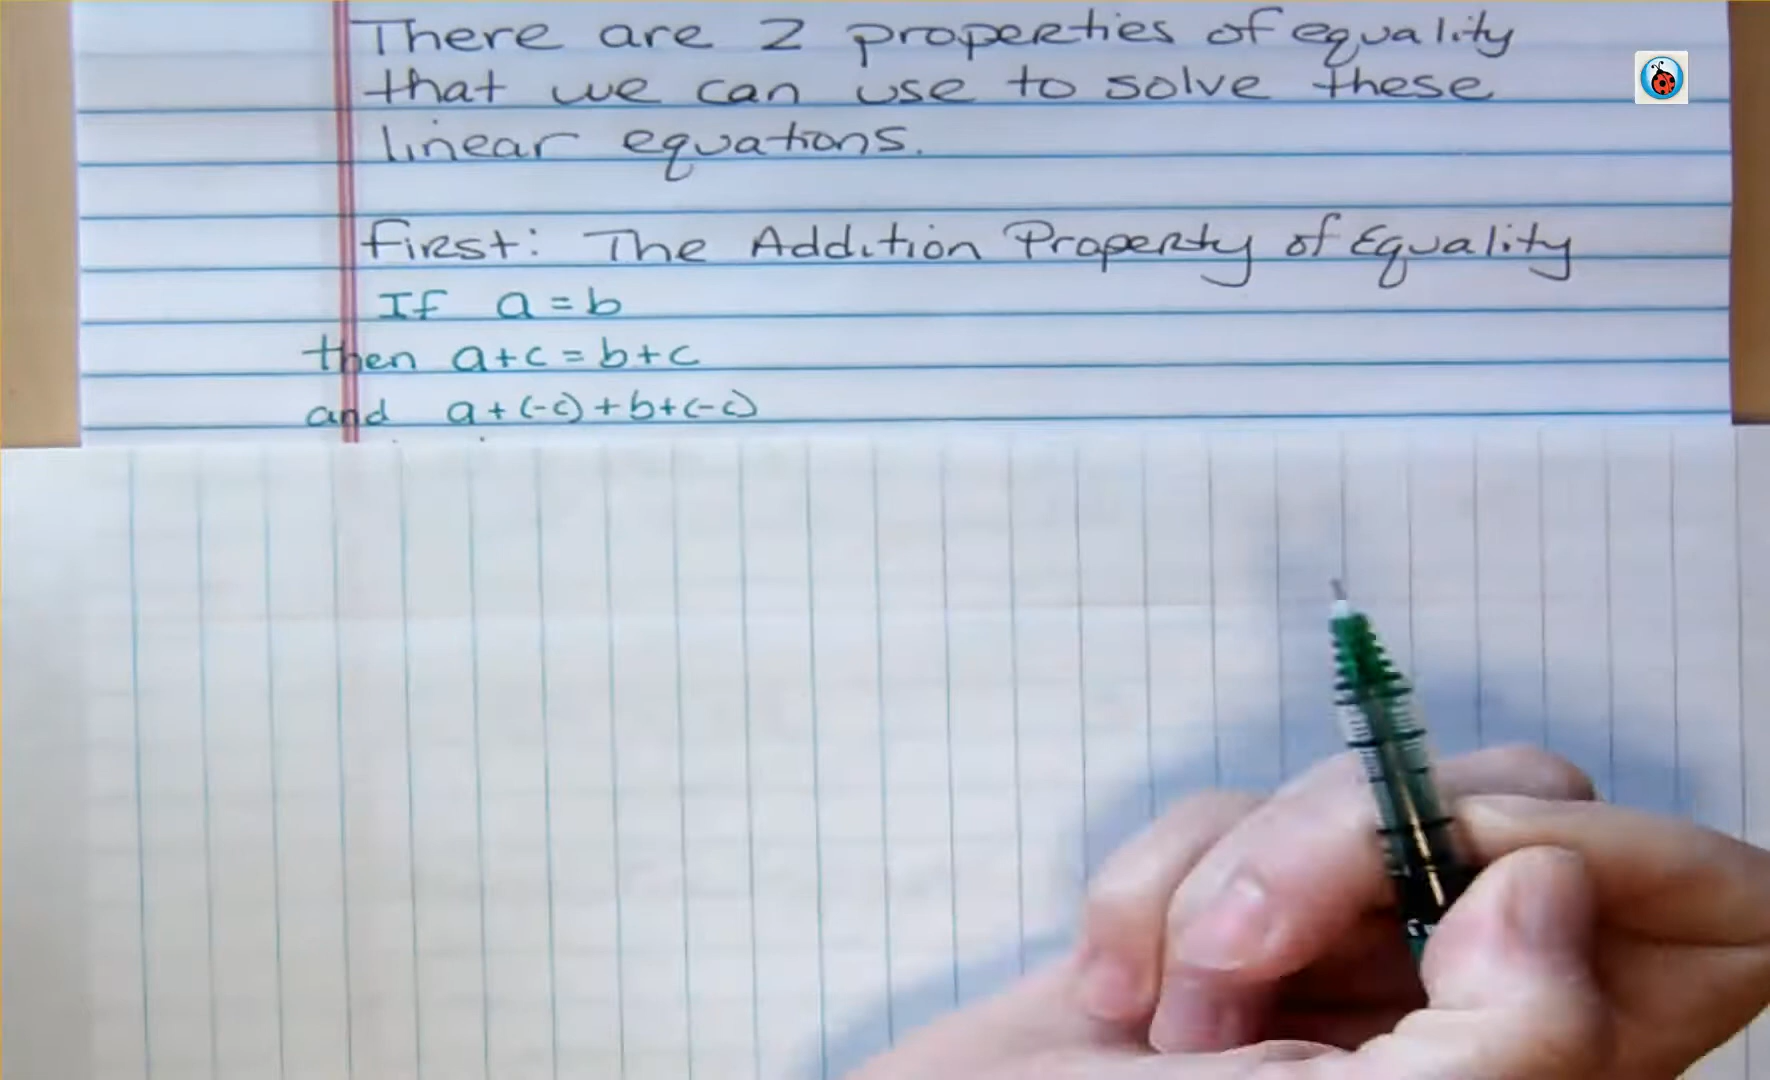 There are 2 properties of equality
that we can use to solve these
linear equations.
First: The Addition Property of Equality
If a = b
then a+c = b+c
and a+(-c)+b+(-c)